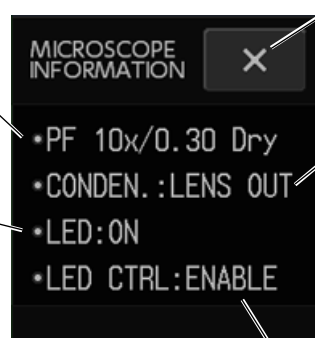 MICROSCOPE
INFORMATION
•PF 10x/0.30 Dry
•CONDEN.:LENS OUT
•LED:ON
•LED CTRL:ENABLE